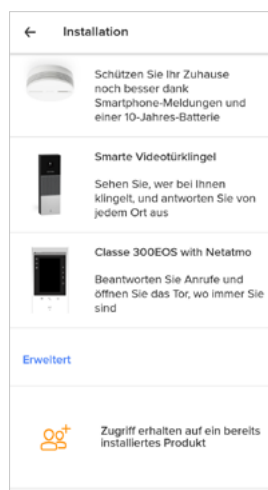 Installation
Schützen Sie Ihr Zuhause
noch besser dank
Smartphone-Meldungen und
einer 10-Jahres-Batterie
Smarte Videotürklingel
Sehen Sie, wer bei Ihnen
klingelt, und antworten Sie von
jedem Ort aus
Classe 300EOS with Netatmo
Beantworten Sie Anrufe und
öffnen Sie das Tor, wo immer Sie
sind
Erweitert
Zugriff erhalten auf ein bereits
installiertes Produkt